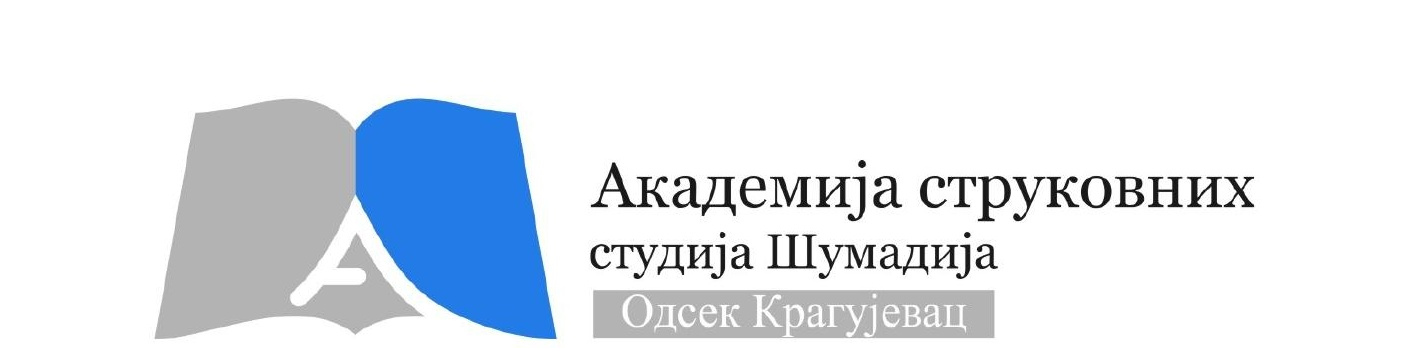 Академија струковних
студија Шумадија
Одсек Крагујевац